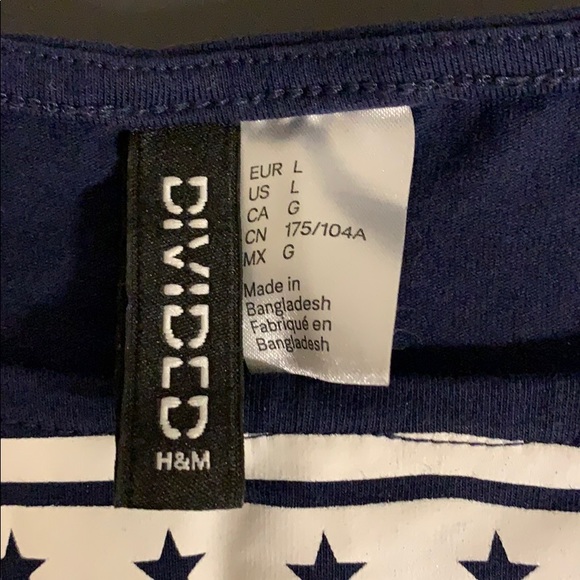 DIVIDED
H&M
EUR L
US L
CA G
CN 175/104A
MX G
Made in
Bangladesh
Fabriqué en
Bangladesh